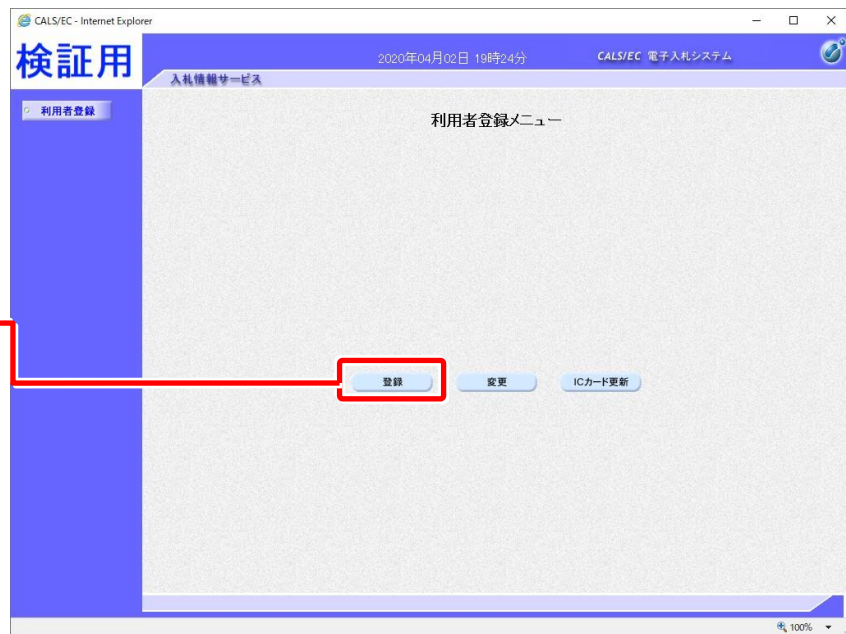 CALS/EC - Internet Explorer
検証用
2020年04月02日 19時24分
CALS/EC 電子入札システム
入札情報サービス
利用者登録
利用者登録メニュー
登録
変更
ICカード更新
100%